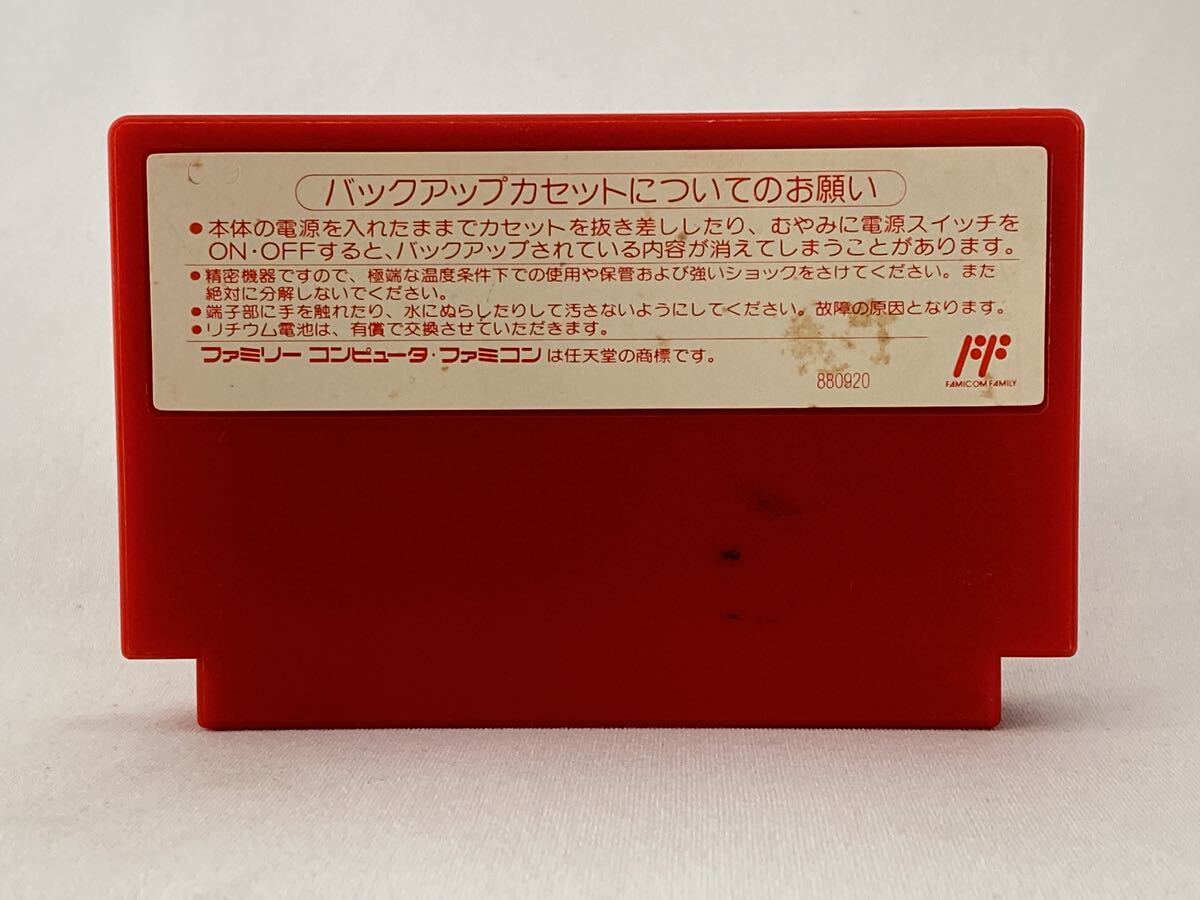 バックアップカセットについてのお願い
●本体の電源を入れたままでカセットを抜き差ししたり、むやみに電源スイッチを
ON・OFFすると、バックアップされている内容が消えてしまうことがあります。
●精密機器ですので、極端な温度条件下での使用や保管および強いショックをさけてください。また
絶対に分解しないでください。
●端子部に手を触れたり、水にぬらしたりして汚さないようにしてください。故障の原因となります。
●リチウム電池は、有償で交換させていただきます。
ファミリー コンピュータ・ファミコン は任天堂の商標です。
880920
FAMICOM FAMILY